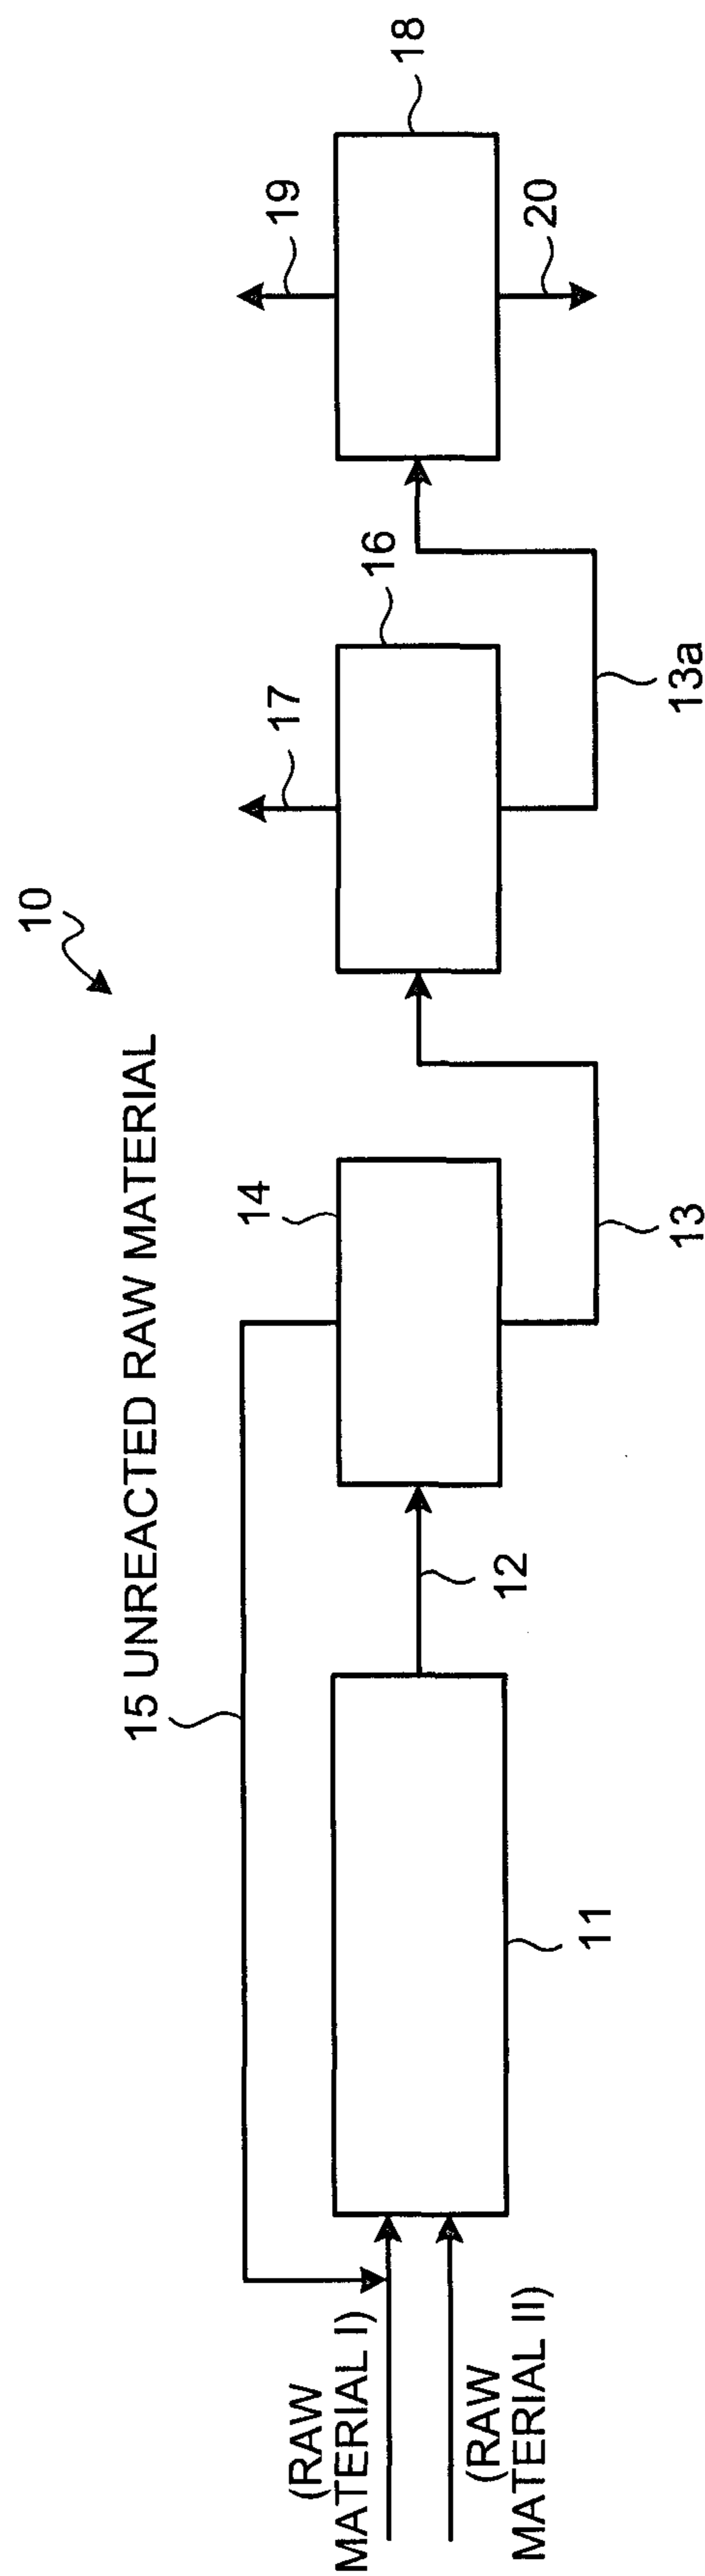 10
15 UNREACTED RAW MATERIAL
(RAW
MATERIAL I)
(RAW
MATERIAL II)
11
12
14
13
17
16
13a
19
18
20